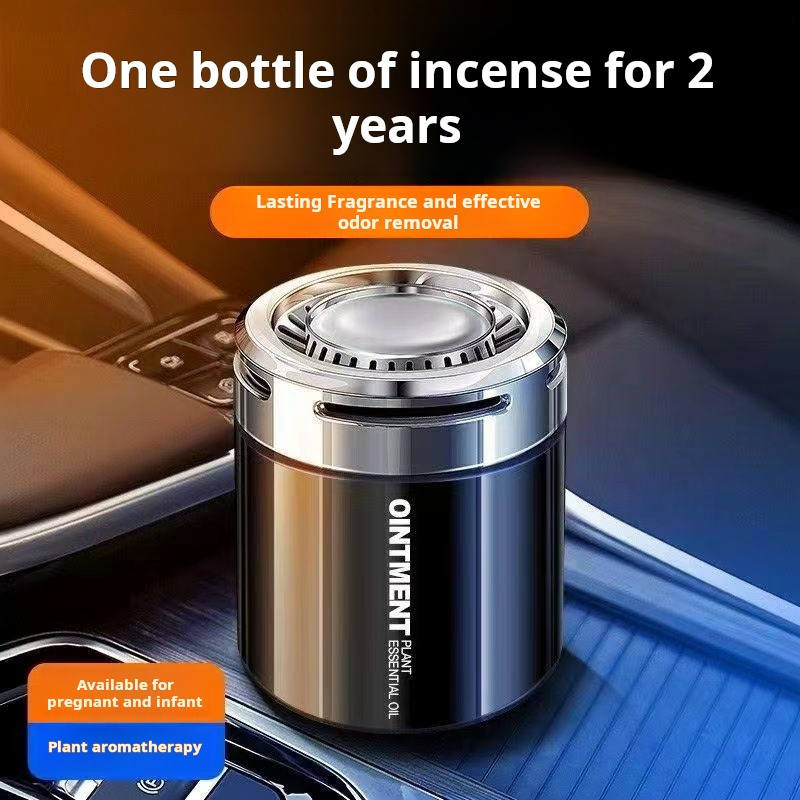 One bottle of incense for 2
years
Lasting Fragrance and effective
odor removal
OINTMENT
PLANT
ESSENTIAL OIL
Available for
pregnant and infant
Plant aromatherapy